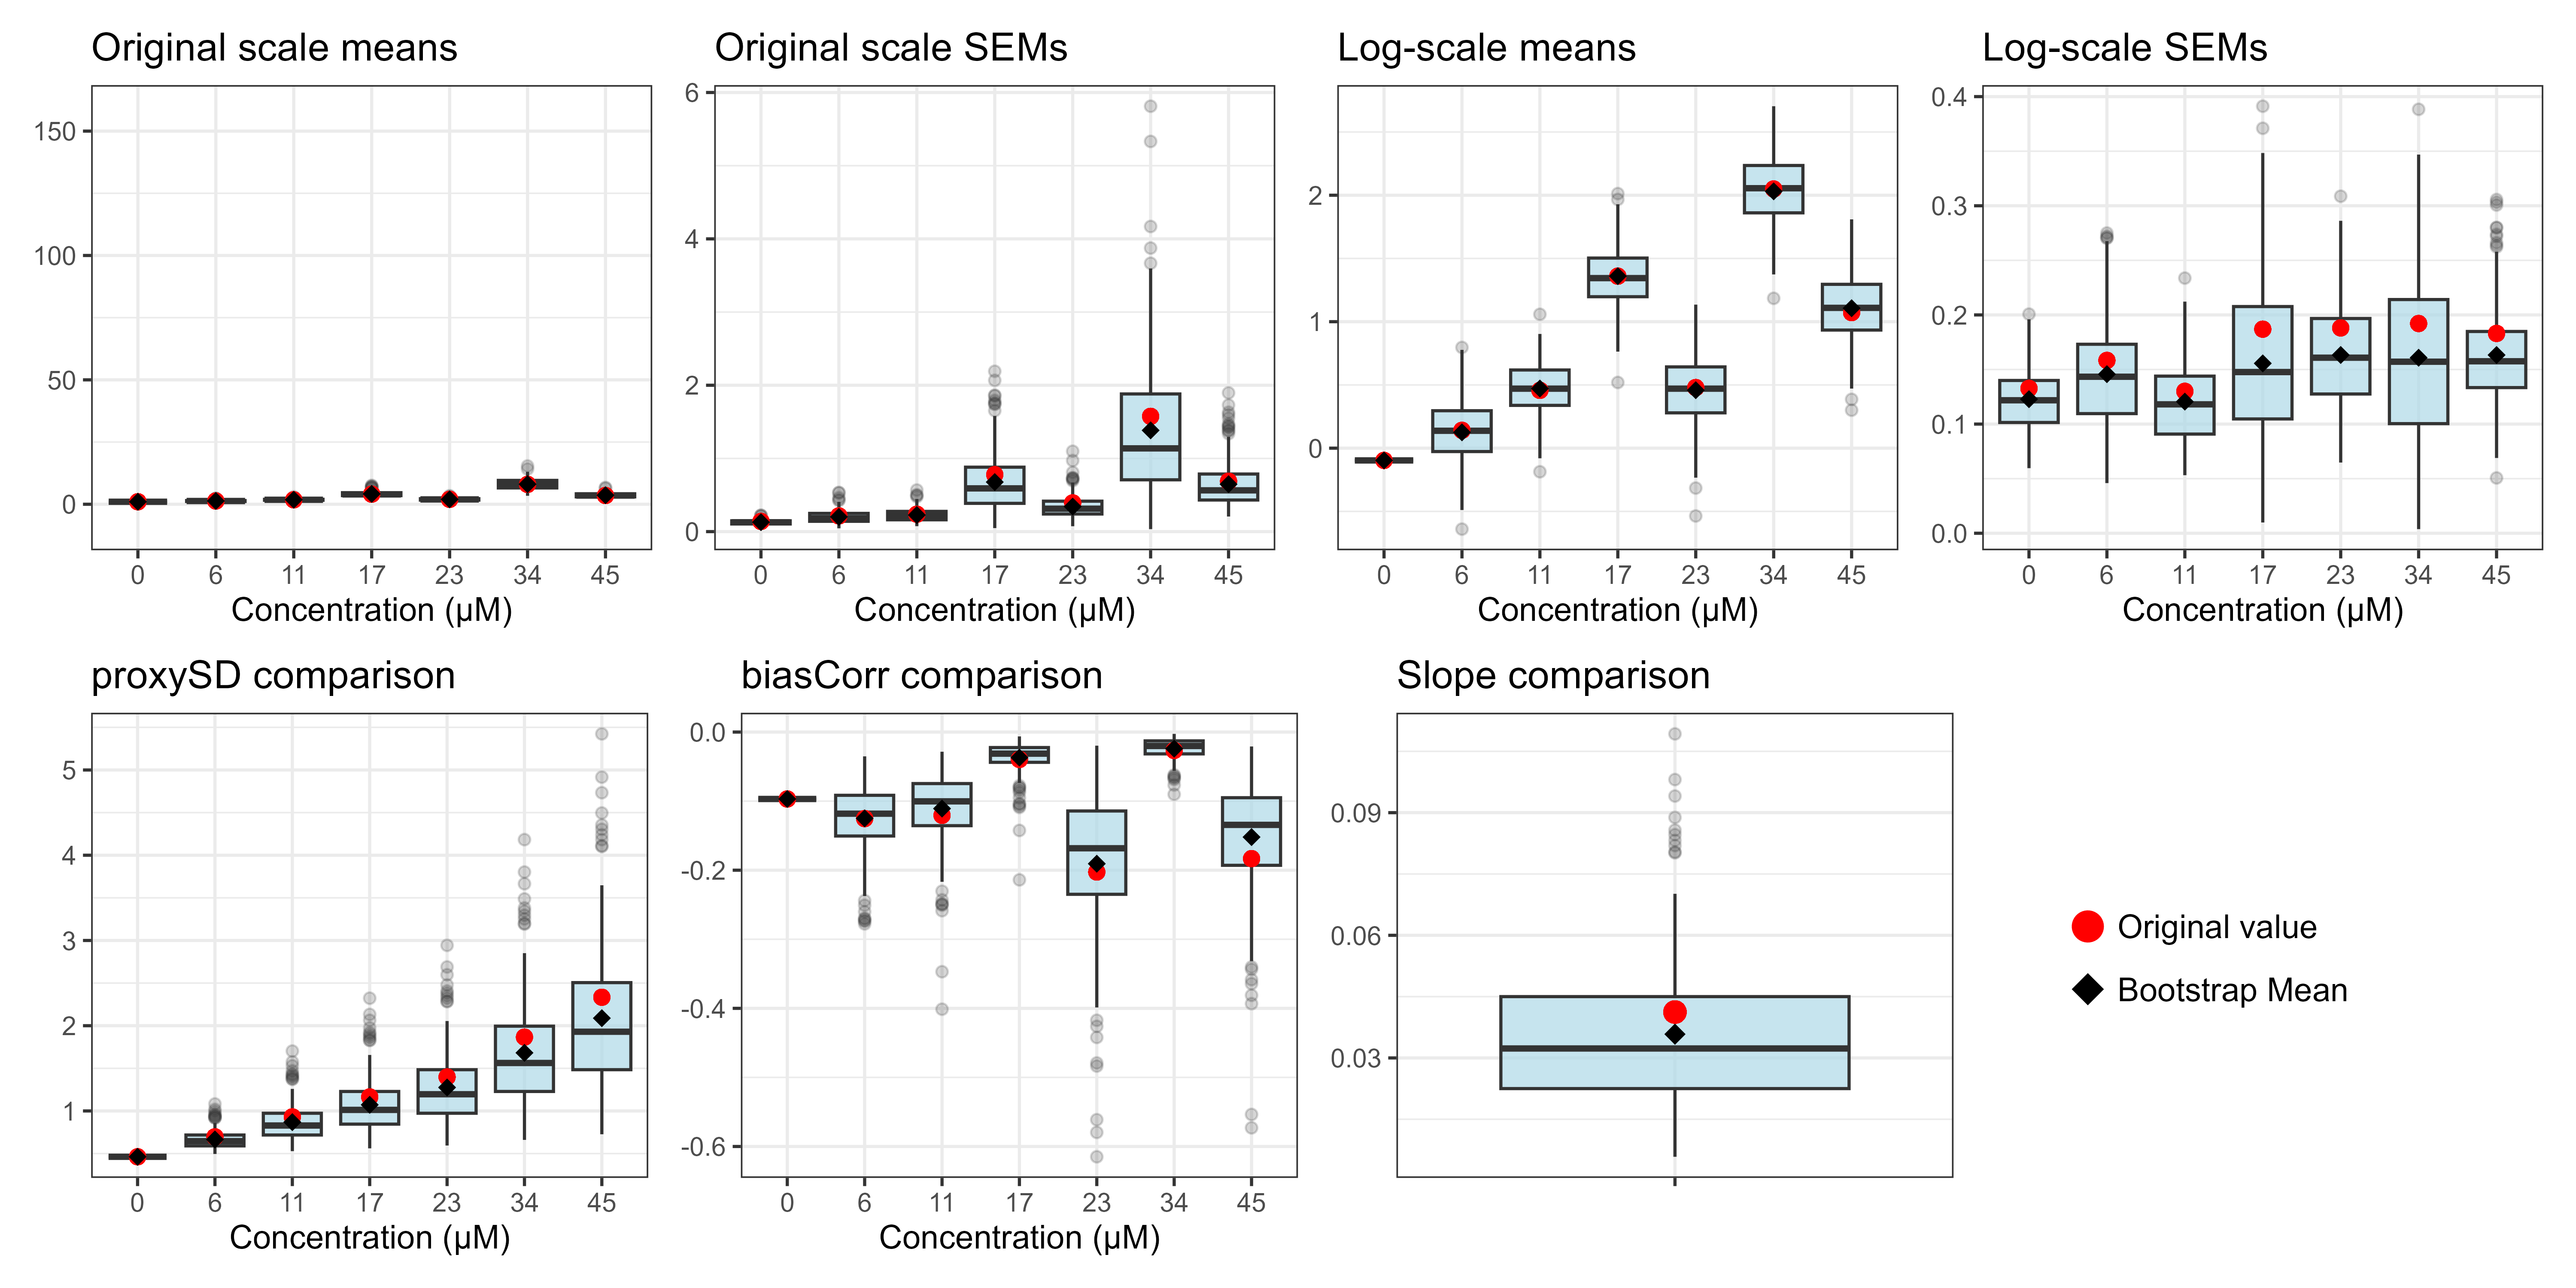 Original scale means
150
100
50
0
0 6 11 17 23 34 45
Concentration (µM)
Original scale SEMs
6
4
2
0
0 6 11 17 23 34 45
Concentration (µM)
Log-scale means
2
1
0
0 6 11 17 23 34 45
Concentration (µM)
Log-scale SEMs
0.4
0.3
0.2
0.1
0.0
0 6 11 17 23 34 45
Concentration (µM)
proxySD comparison
5
4
3
2
1
0 6 11 17 23 34 45
Concentration (µM)
biasCorr comparison
0.0
-0.2
-0.4
-0.6
0 6 11 17 23 34 45
Concentration (µM)
Slope comparison
0.09
0.06
0.03
Original value
Bootstrap Mean